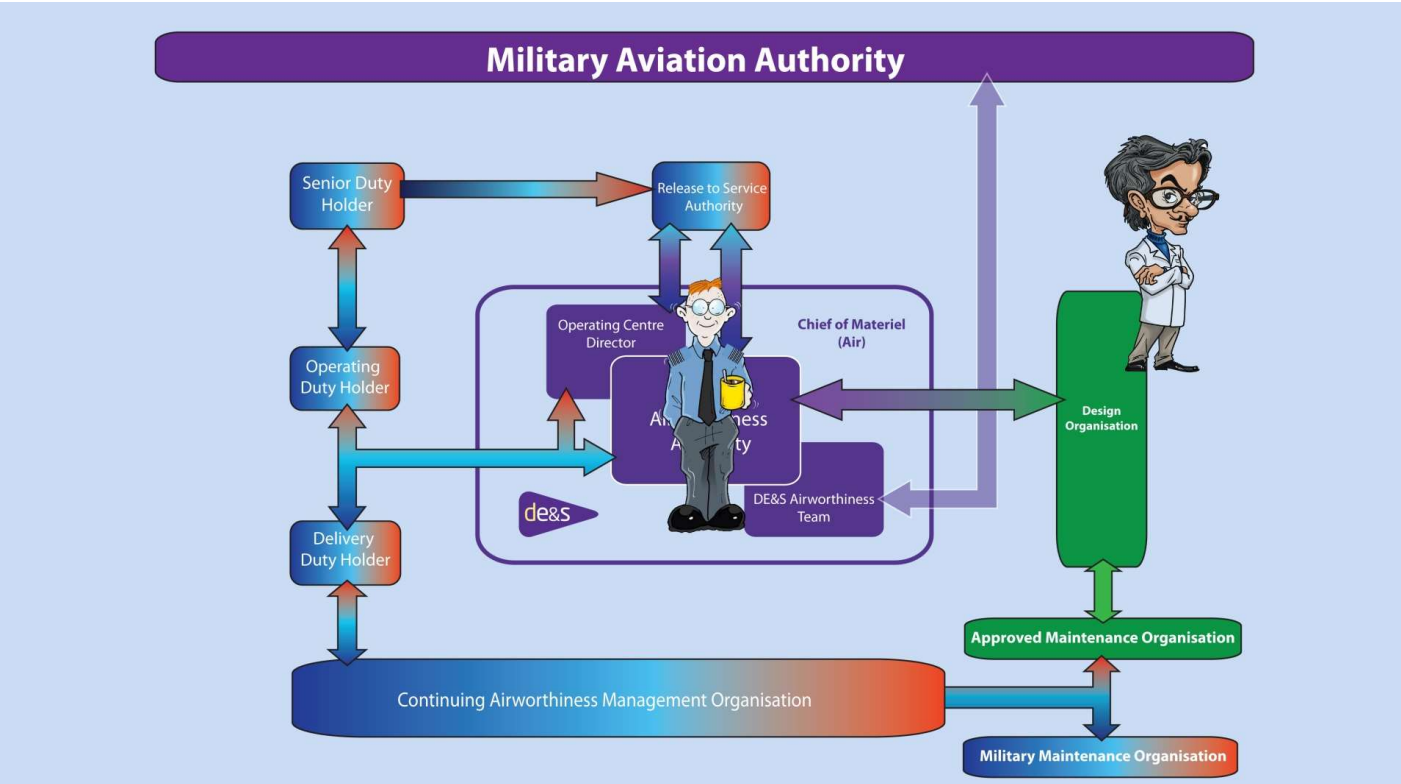 Military Aviation Authority
Senior Duty
Holder
Release to Service
Authority
Operating Centre
Director
Chief of Materiel
(Air)
Operating
Duty Holder
Design
Organisation
de&s
DE&S Airworthiness
Team
Delivery
Duty Holder
Approved Maintenance Organisation
Continuing Airworthiness Management Organisation
Military Maintenance Organisation